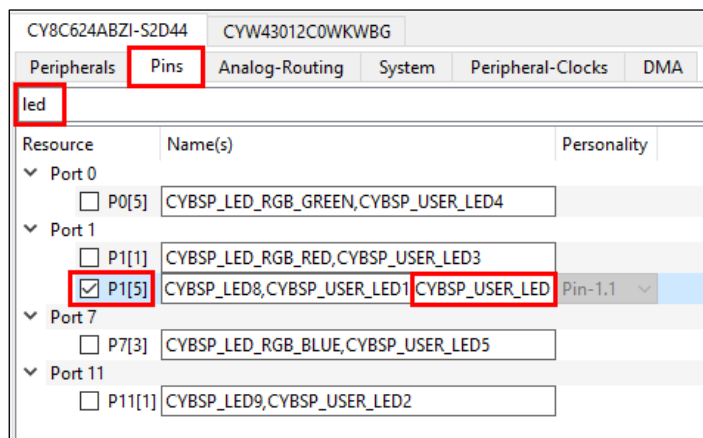 CY8C624ABZI-S2D44 CYW43012C0WKWBG
Peripherals Pins Analog-Routing System Peripheral-Clocks DMA
led
Resource Name(s) Personality
Port 0
P0[5] CYBSP_LED_RGB_GREEN,CYBSP_USER_LED4
Port 1
P1[1] CYBSP_LED_RGB_RED,CYBSP_USER_LED3
P1[5] CYBSP_LED8,CYBSP_USER_LED1,CYBSP_USER_LED Pin-1.1
Port 7
P7[3] CYBSP_LED_RGB_BLUE,CYBSP_USER_LED5
Port 11
P11[1] CYBSP_LED9,CYBSP_USER_LED2